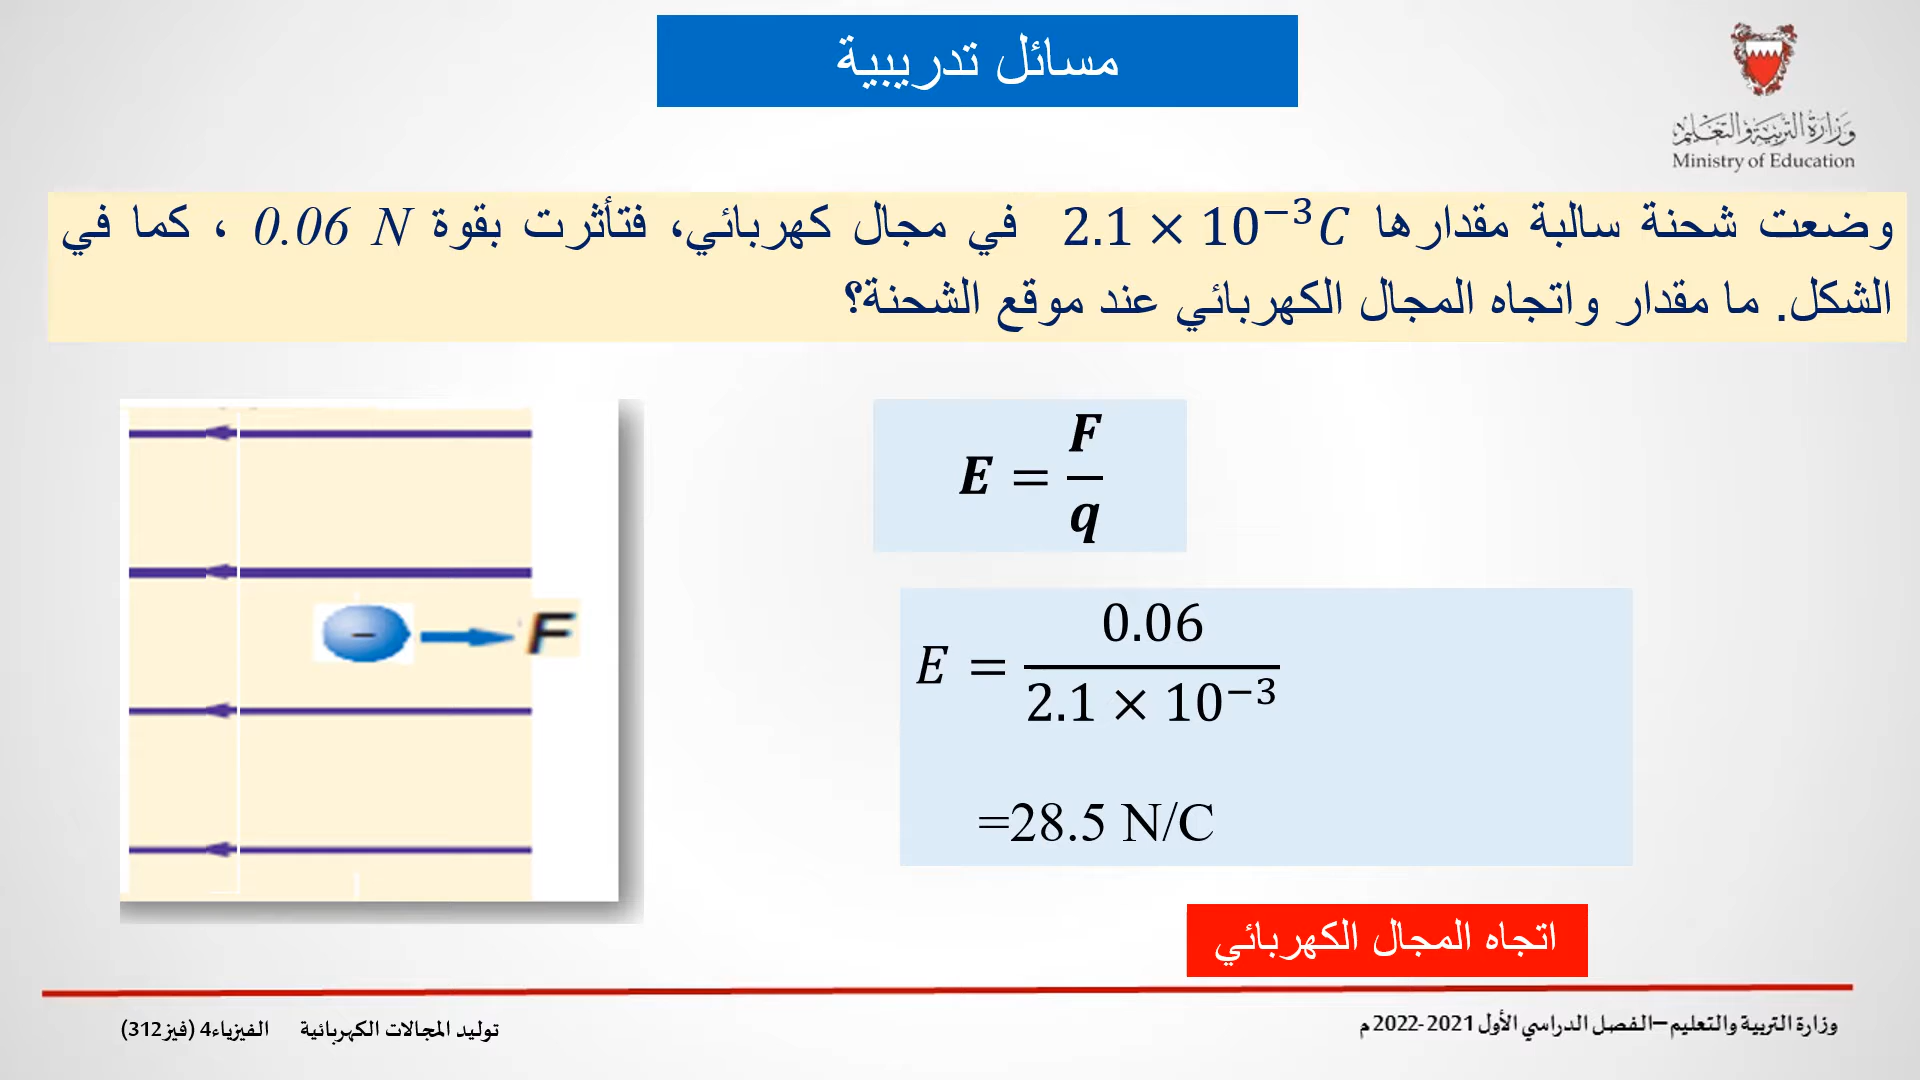 مسائل تدريبية
وزارة التربية والتعليم
Ministry of Education
وضعت شحنة سالبة مقدارها 2.1 × 10⁻³C في مجال كهربائي، فتأثرت بقوة 0.06 N ، كما في
الشكل. ما مقدار واتجاه المجال الكهربائي عند موقع الشحنة؟
E = F/q
− F
E = 0.06/(2.1 × 10⁻³)
=28.5 N/C
اتجاه المجال الكهربائي
وزارة التربية والتعليم –الفصل الدراسي الأول 2021-2022م
توليد المجالات الكهربائية الفيزياء4 (فيز312)